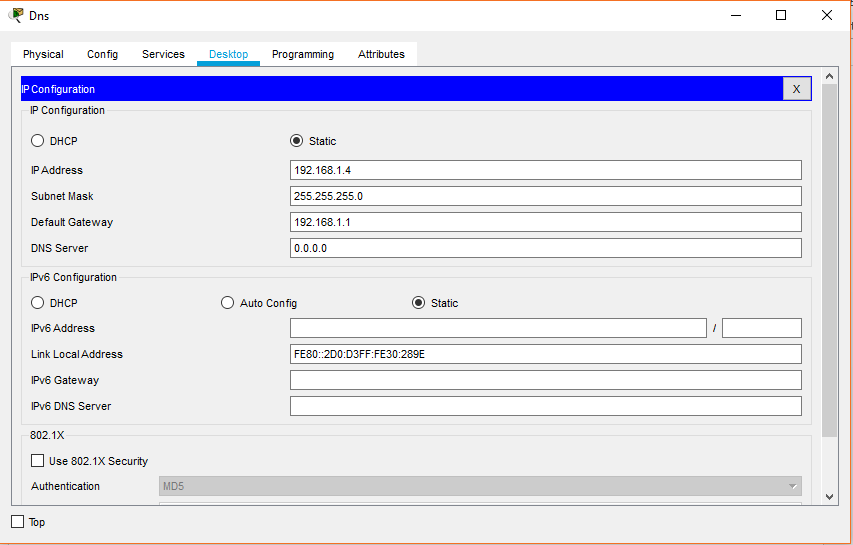 Dns
Physical Config Services Desktop Programming Attributes
IP Configuration X
IP Configuration
DHCP Static
IP Address 192.168.1.4
Subnet Mask 255.255.255.0
Default Gateway 192.168.1.1
DNS Server 0.0.0.0
IPv6 Configuration
DHCP Auto Config Static
IPv6 Address /
Link Local Address FE80::2D0:D3FF:FE30:289E
IPv6 Gateway
IPv6 DNS Server
802.1X
Use 802.1X Security
Authentication MD5
Top